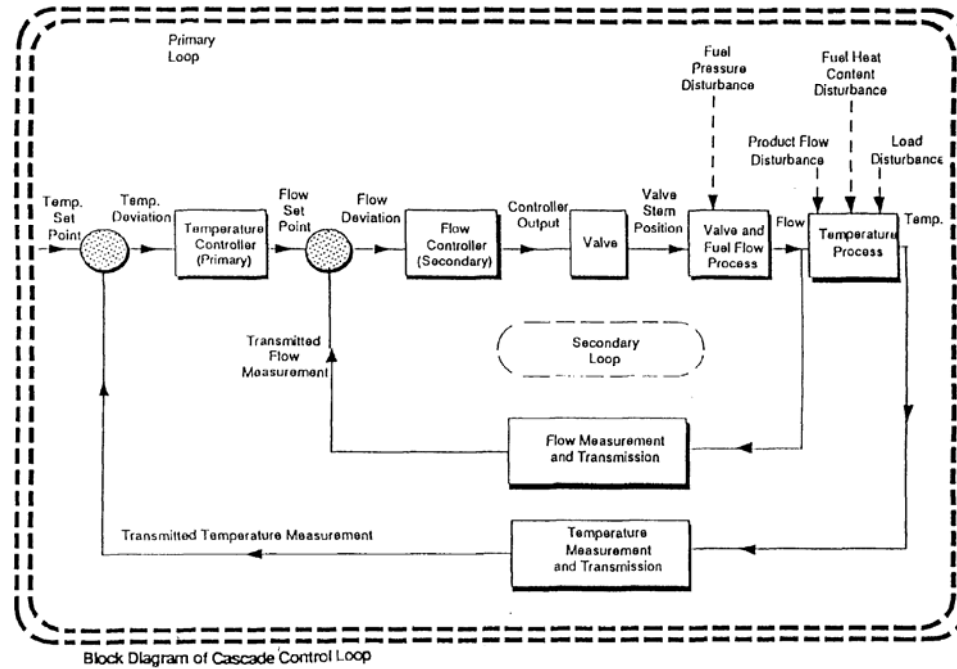 Primary
Loop
Fuel
Pressure
Disturbance
Fuel Heat
Content
Disturbance
Product Flow
Disturbance
Load
Disturbance
Temp.
Set
Point
Temp.
Deviation
Temperature
Controller
(Primary)
Flow
Set
Point
Flow
Deviation
Flow
Controller
(Secondary)
Controller
Output
Valve
Valve
Stem
Position
Valve and
Fuel Flow
Process
Flow
Temperature
Process
Temp.
Transmitted
Flow
Measurement
Secondary
Loop
Flow Measurement
and Transmission
Transmitted Temperature Measurement
Temperature
Measurement
and Transmission
Block Diagram of Cascade Control Loop